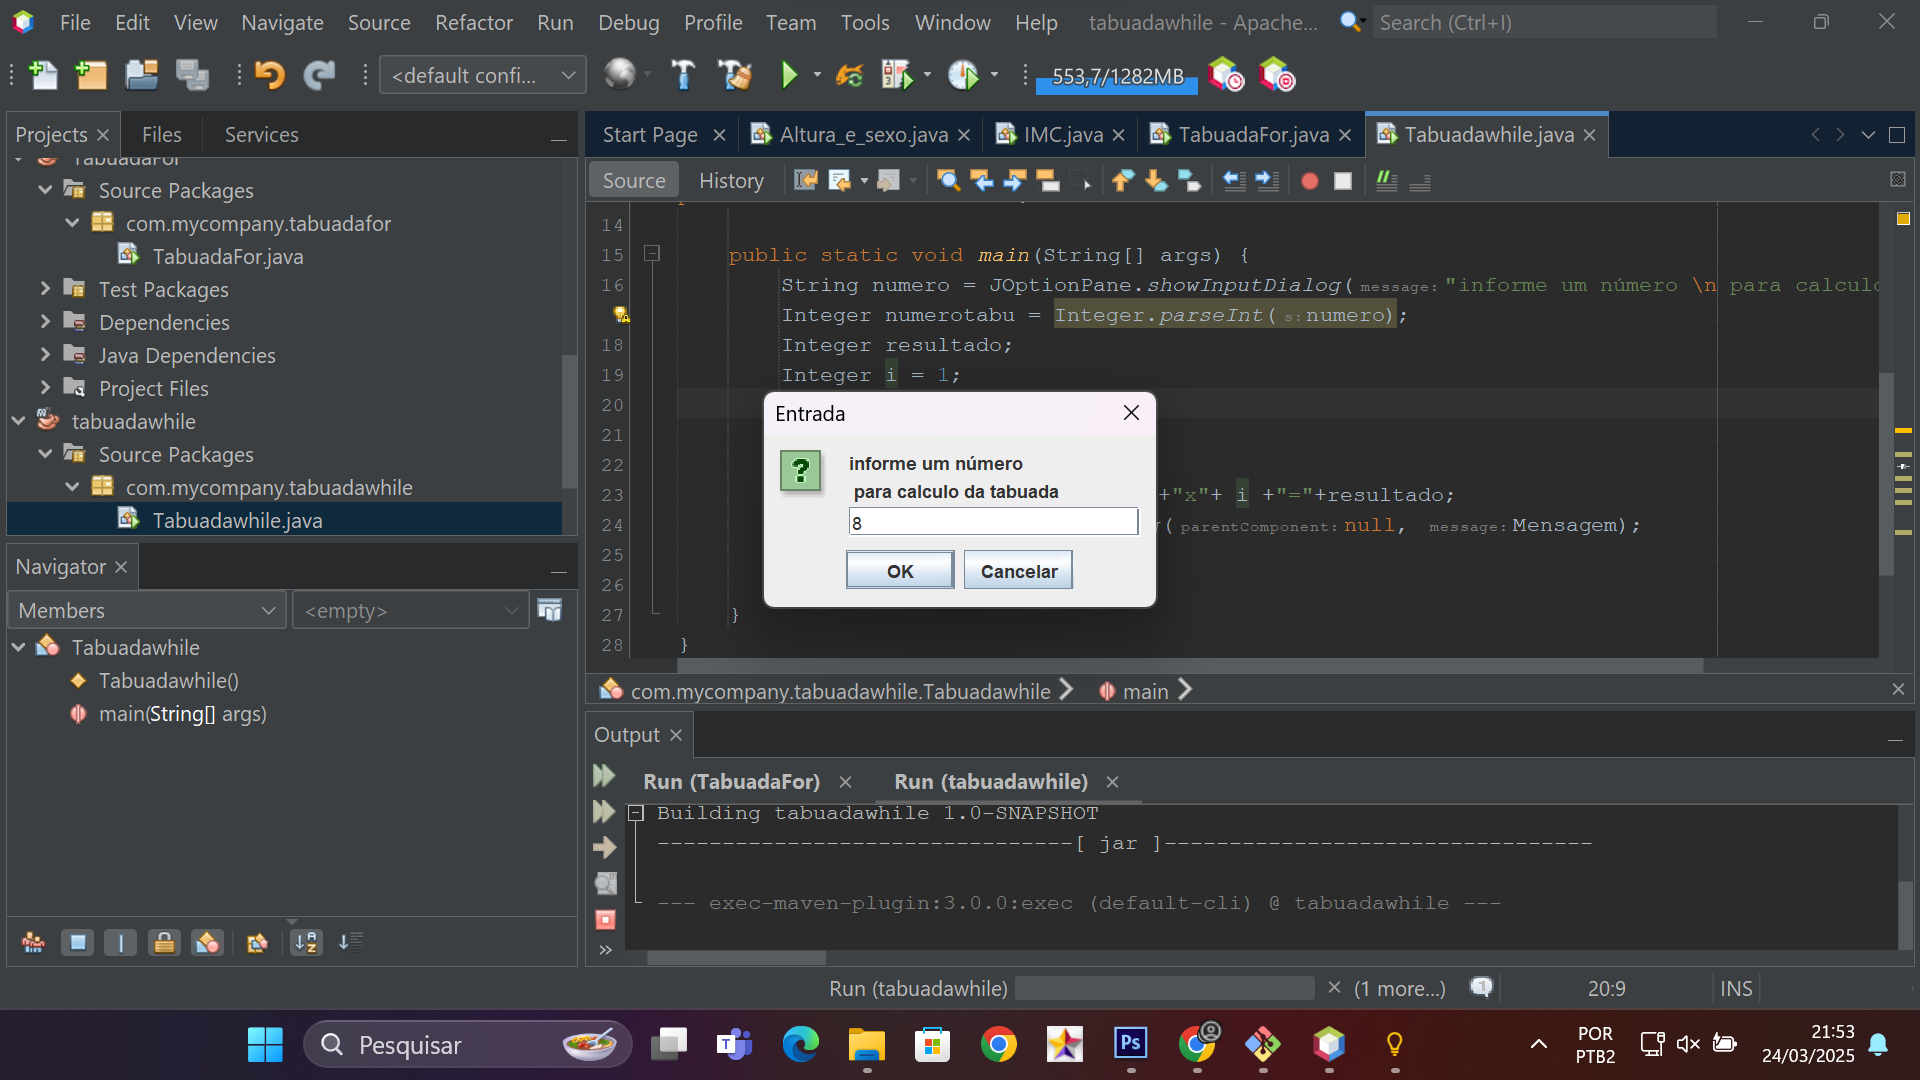 File Edit View Navigate Source Refactor Run Debug Profile Team Tools Window Help tabuadawhile - Apache... Search (Ctrl+I)
<default confi... 553,7/1282MB
Projects Files Services
TabuadaFor
Source Packages
com.mycompany.tabuadafor
TabuadaFor.java
Test Packages
Dependencies
Java Dependencies
Project Files
tabuadawhile
Source Packages
com.mycompany.tabuadawhile
Tabuadawhile.java
Navigator
Members <empty>
Tabuadawhile
Tabuadawhile()
main(String[] args)
Start Page Altura_e_sexo.java IMC.java TabuadaFor.java Tabuadawhile.java
Source History
14
15 public static void main(String[] args) {
16 String numero = JOptionPane.showInputDialog( message: "informe um número \n para calculo
Integer numerotabu = Integer.parseInt( s: numero);
18 Integer resultado;
19 Integer i = 1;
20
21
22
23 +"x"+ i +"="+resultado;
24 ( parentComponent: null, message: Mensagem);
25
26
27 }
28 }
Entrada
?
informe um número
para calculo da tabuada
8
OK Cancelar
com.mycompany.tabuadawhile.Tabuadawhile main
Output
Run (TabuadaFor) Run (tabuadawhile)
Building tabuadawhile 1.0-SNAPSHOT
--------------------------------[ jar ]---------------------------------
--- exec-maven-plugin:3.0.0:exec (default-cli) @ tabuadawhile ---
Run (tabuadawhile) (1 more...) 1 20:9 INS
Pesquisar
Ps
POR
PTB2
21:53
24/03/2025